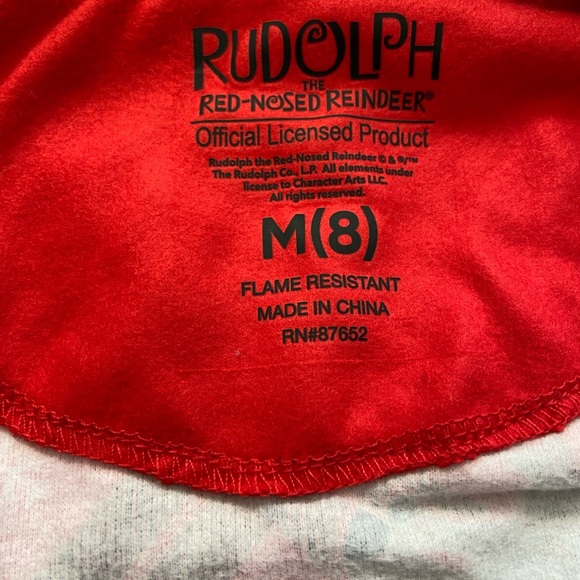 RUDOLPH
THE
RED-NOSED REINDEER®
Official Licensed Product
Rudolph the Red-Nosed Reindeer © & ®/™
The Rudolph Co., L.P. All elements under
license to Character Arts LLC.
All rights reserved.
M(8)
FLAME RESISTANT
MADE IN CHINA
RN#87652